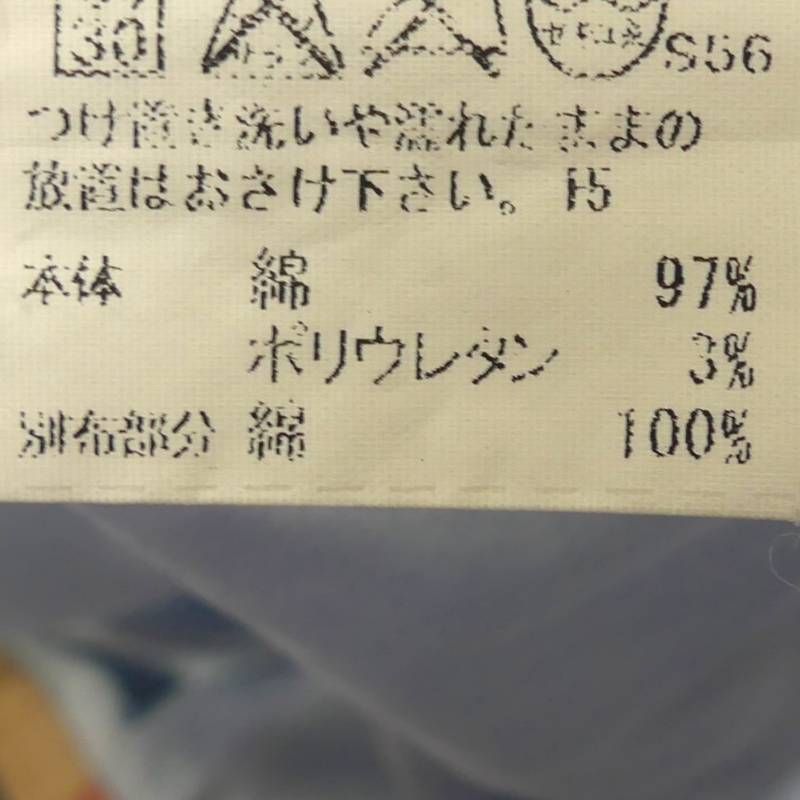 30 S56
つけ置き洗いや濡れたままの
放置はおさけ下さい。 15
本体 綿 97%
ポリウレタン 3%
別布部分 綿 100%